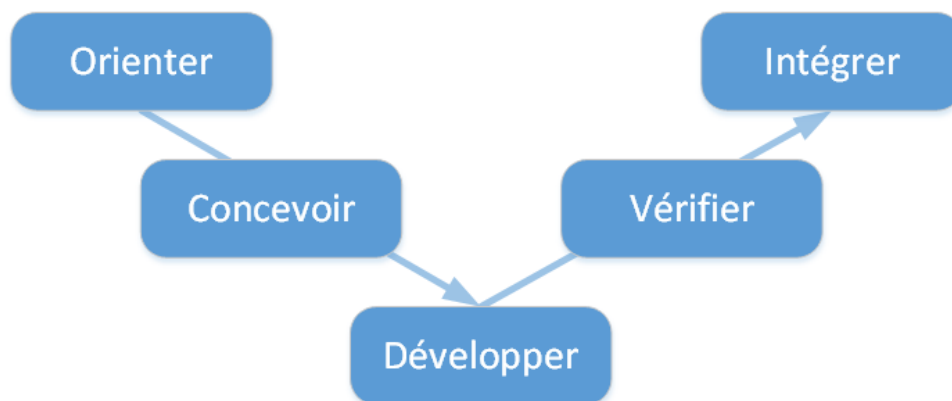 Orienter
Intégrer
Concevoir
Vérifier
Développer